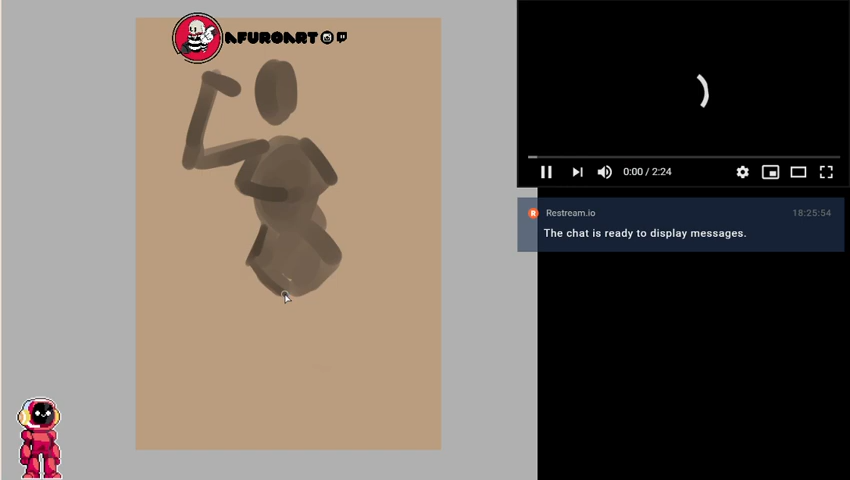 AFUROART
0:00 / 2:24
R
Restream.io
18:25:54
The chat is ready to display messages.